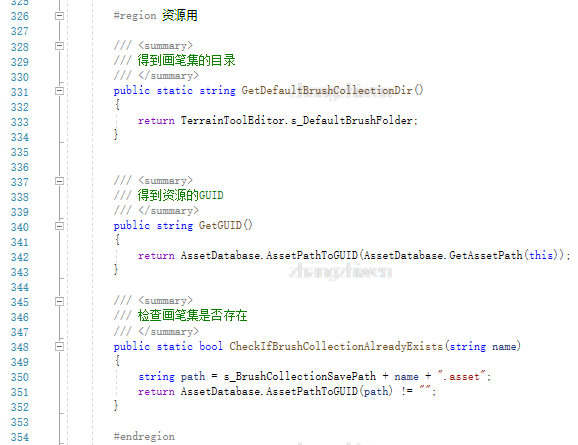 325
326 #region 资源用
327
328 /// <summary>
329 /// 得到画笔集的目录
330 /// </summary>
331 public static string GetDefaultBrushCollectionDir()
332 {
333 return TerrainToolEditor.s_DefaultBrushFolder;
334 }
335
336
337 /// <summary>
338 /// 得到资源的GUID
339 /// </summary>
340 public string GetGUID()
341 {
342 return AssetDatabase.AssetPathToGUID(AssetDatabase.GetAssetPath(this));
343 }
344
345 /// <summary>
346 /// 检查画笔集是否存在
347 /// </summary>
348 public static bool CheckIfBrushCollectionAlreadyExists(string name)
349 {
350 string path = s_BrushCollectionSavePath + name + ".asset";
351 return AssetDatabase.AssetPathToGUID(path) != "";
352 }
353
354 #endregion
zhangzhiwen
zhangzhiwen